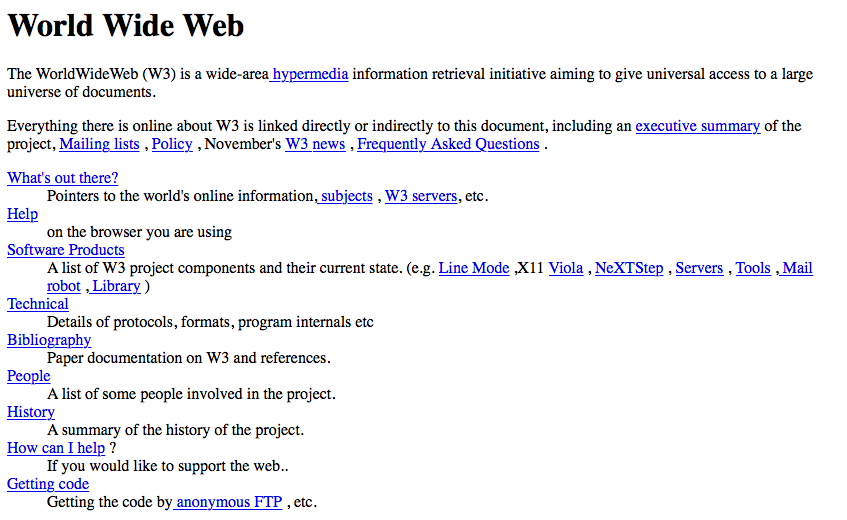 World Wide Web
The WorldWideWeb (W3) is a wide-area hypermedia information retrieval initiative aiming to give universal access to a large
universe of documents.
Everything there is online about W3 is linked directly or indirectly to this document, including an executive summary of the
project, Mailing lists , Policy , November's W3 news , Frequently Asked Questions .
What's out there?
Pointers to the world's online information, subjects , W3 servers, etc.
Help
on the browser you are using
Software Products
A list of W3 project components and their current state. (e.g. Line Mode ,X11 Viola , NeXTStep , Servers , Tools , Mail
robot , Library )
Technical
Details of protocols, formats, program internals etc
Bibliography
Paper documentation on W3 and references.
People
A list of some people involved in the project.
History
A summary of the history of the project.
How can I help ?
If you would like to support the web..
Getting code
Getting the code by anonymous FTP , etc.